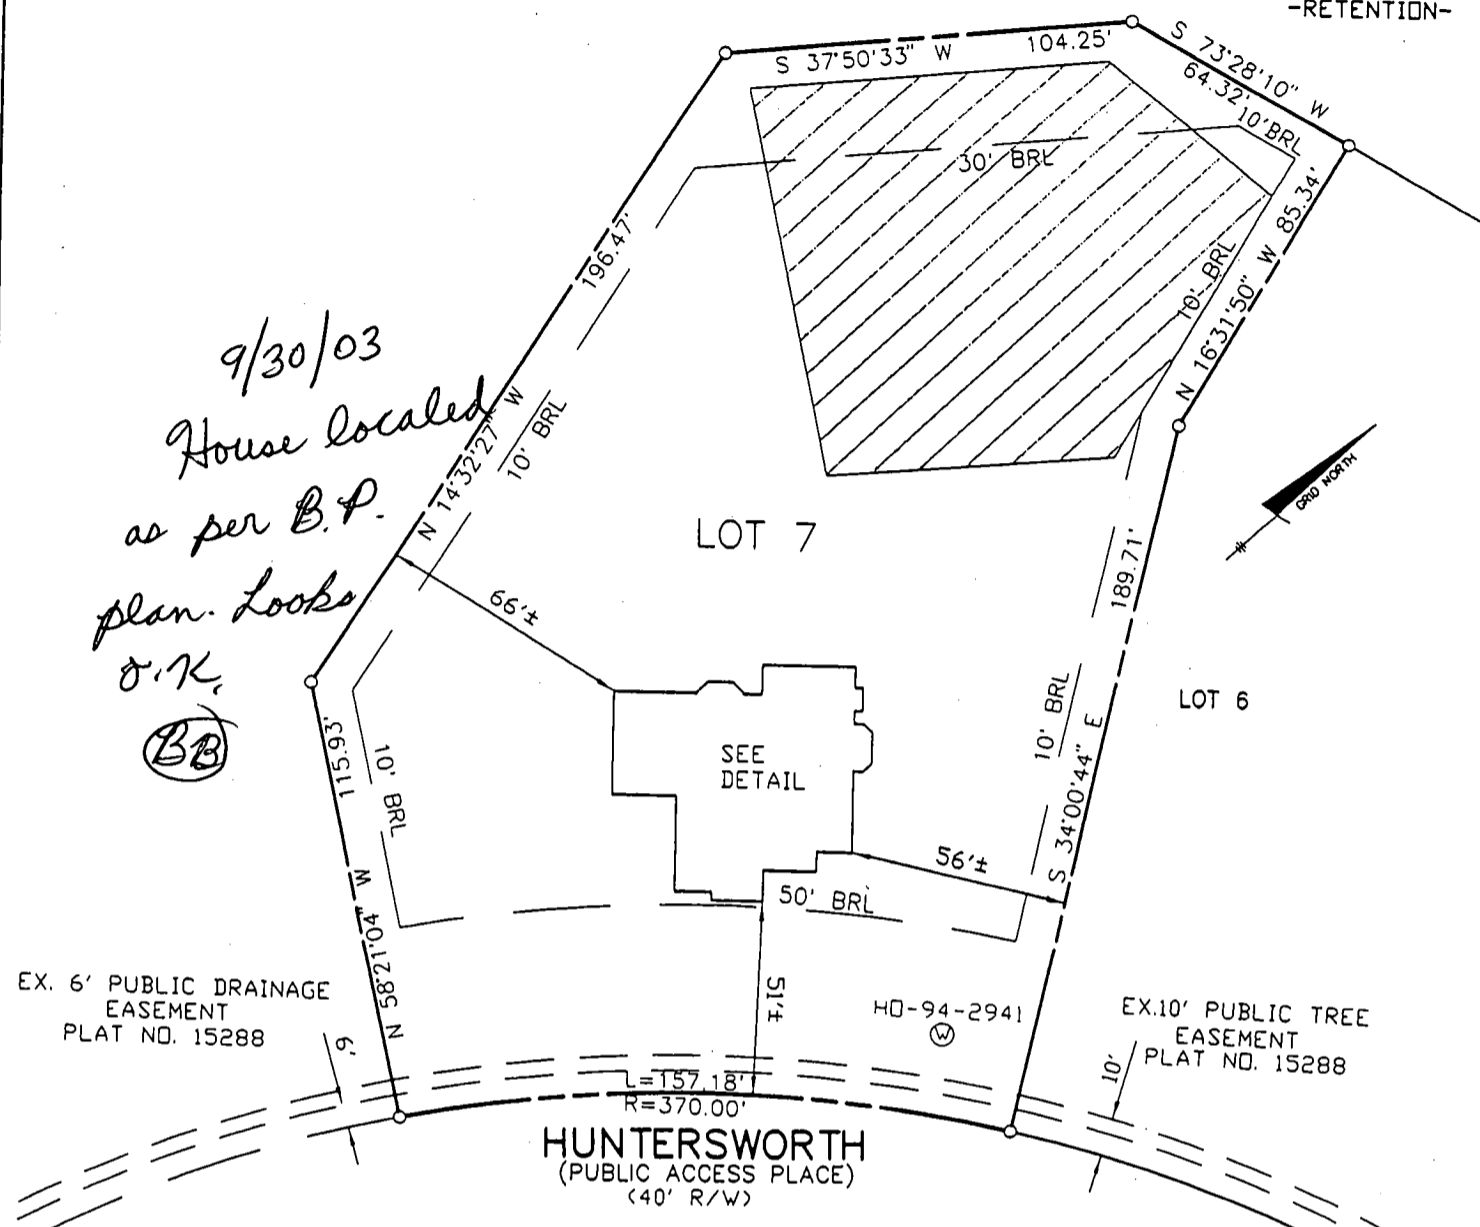 -RETENTION-
S 37°50'33" W 104.25'
S 73°28'10" W
64.32'
10'BRL
30' BRL
196.47'
N 14°32'27" W
10' BRL
10' BRL
N 16°31'50" W 85.34'
9/30/03
House located
as per B.P.
plan. Looks
O.K.
BB
GRID NORTH
LOT 7
189.71'
S 34°00'44" E
10' BRL
LOT 6
66'±
SEE
DETAIL
56'±
50' BRL
115.93'
N 58°21'04" W
10' BRL
51'±
EX. 6' PUBLIC DRAINAGE
EASEMENT
PLAT NO. 15288
6'
HO-94-2941
W
EX.10' PUBLIC TREE
EASEMENT
PLAT NO. 15288
10'
L=157.18'
R=370.00'
HUNTERSWORTH
(PUBLIC ACCESS PLACE)
(40' R/W)